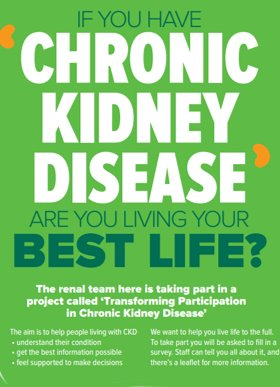 IF YOU HAVE
CHRONIC
KIDNEY
DISEASE
ARE YOU LIVING YOUR
BEST LIFE?
The renal team here is taking part in a
project called ‘Transforming Participation
in Chronic Kidney Disease’
The aim is to help people living with CKD
• understand their condition
• get the best information possible
• feel supported to make decisions
We want to help you live life to the full.
To take part you will be asked to fill in a
survey. Staff can tell you all about it, and
there’s a leaflet for more information.